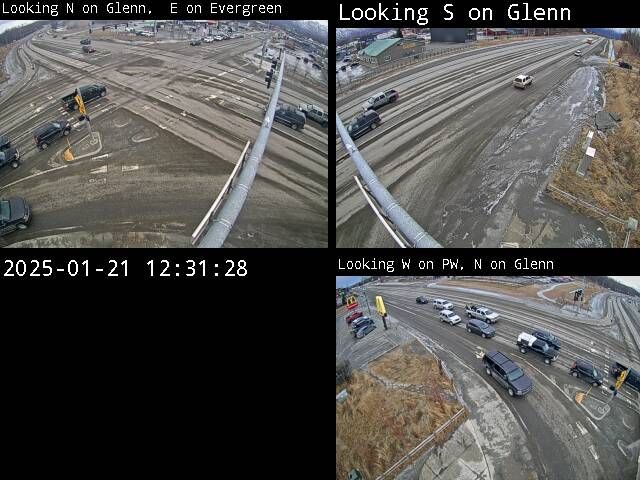 Looking N on Glenn, E on Evergreen
Looking S on Glenn
2025-01-21 12:31:28
Looking W on PW, N on Glenn